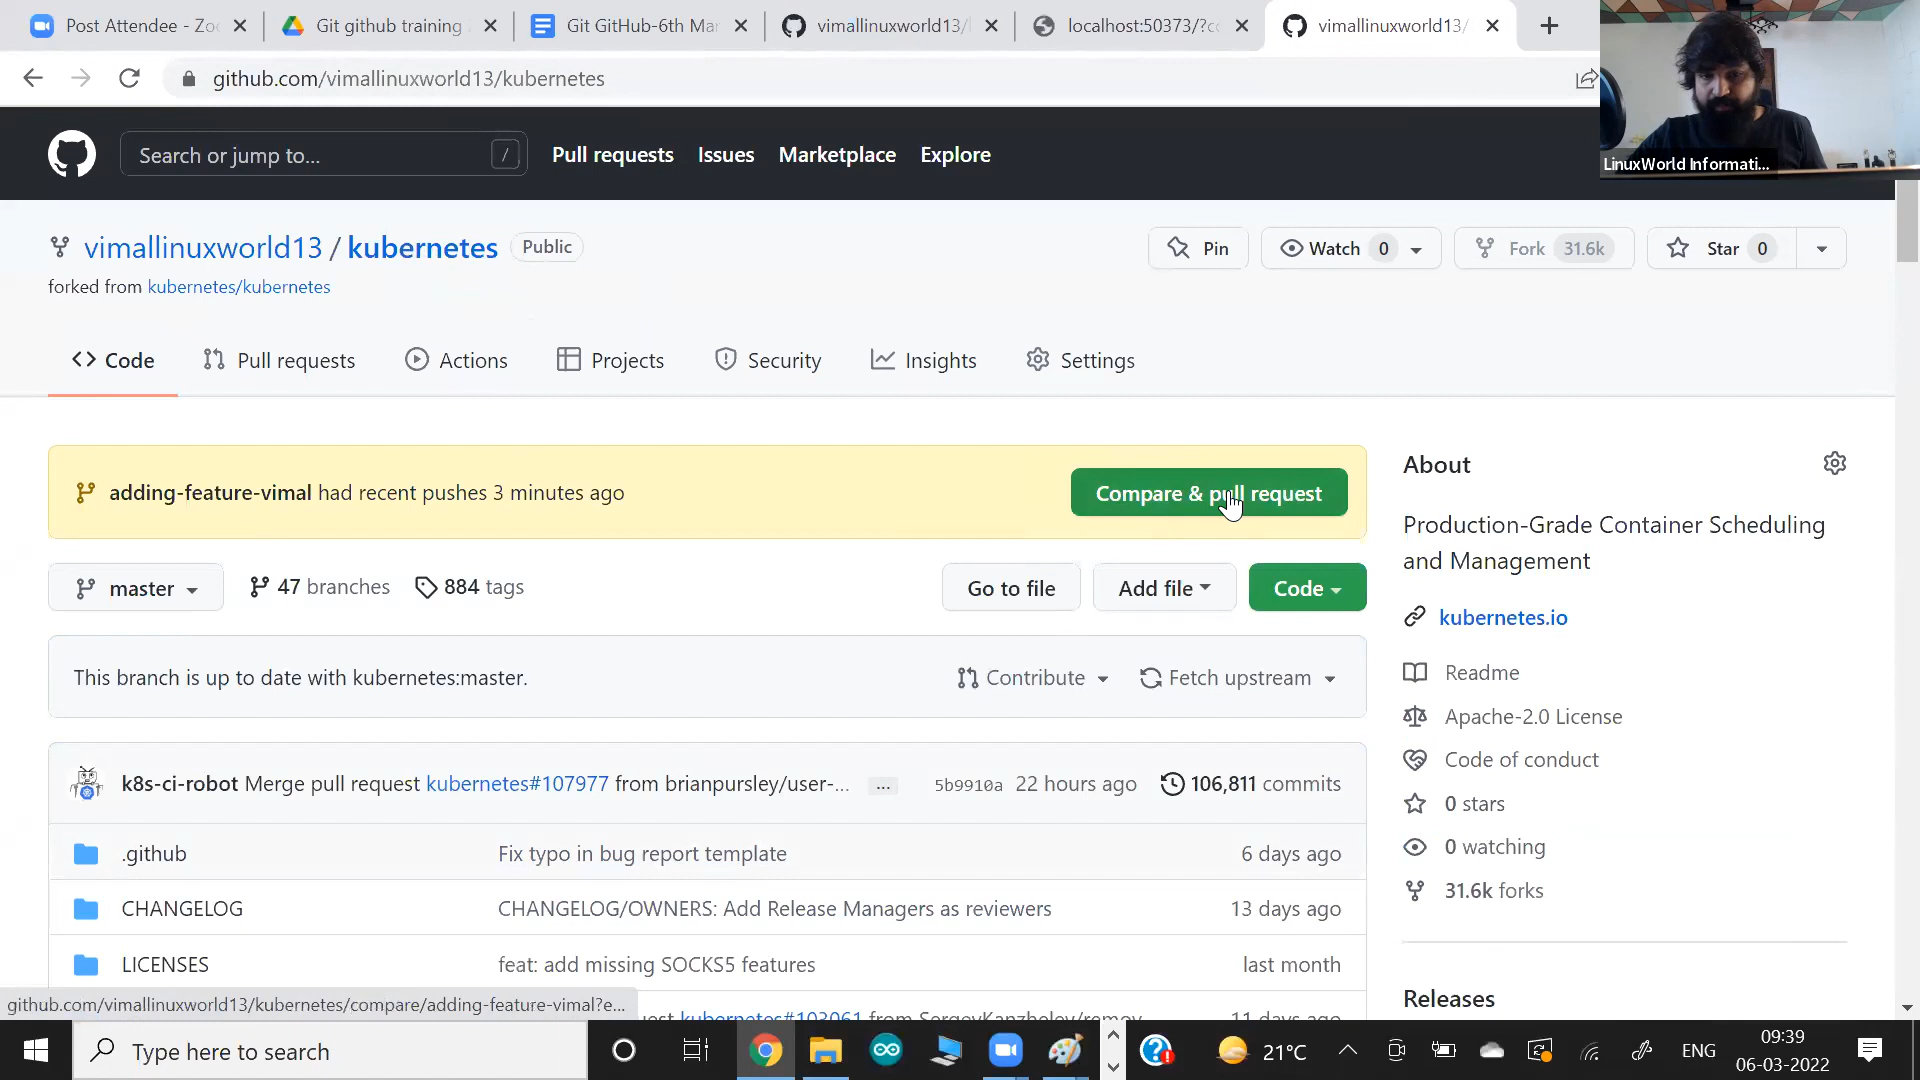 Post Attendee - Zo
Git github training
Git GitHub-6th Mar
vimallinuxworld13/
localhost:50373/?co
vimallinuxworld13/
github.com/vimallinuxworld13/kubernetes
LinuxWorld Informati...
Search or jump to...
/
Pull requests
Issues
Marketplace
Explore
vimallinuxworld13 / kubernetes Public
Pin
Watch 0
Fork 31.6k
Star 0
forked from kubernetes/kubernetes
Code
Pull requests
Actions
Projects
Security
Insights
Settings
adding-feature-vimal had recent pushes 3 minutes ago
Compare & pull request
master
47 branches
884 tags
Go to file
Add file
Code
This branch is up to date with kubernetes:master.
Contribute
Fetch upstream
k8s-ci-robot Merge pull request kubernetes#107977 from brianpursley/user-... ... 5b9910a 22 hours ago 106,811 commits
.github Fix typo in bug report template 6 days ago
CHANGELOG CHANGELOG/OWNERS: Add Release Managers as reviewers 13 days ago
LICENSES feat: add missing SOCKS5 features last month
kubernetes#103061 from 11 days ago
About
Production-Grade Container Scheduling
and Management
kubernetes.io
Readme
Apache-2.0 License
Code of conduct
0 stars
0 watching
31.6k forks
Releases
github.com/vimallinuxworld13/kubernetes/compare/adding-feature-vimal?e...
Type here to search
21°C
ENG
09:39
06-03-2022